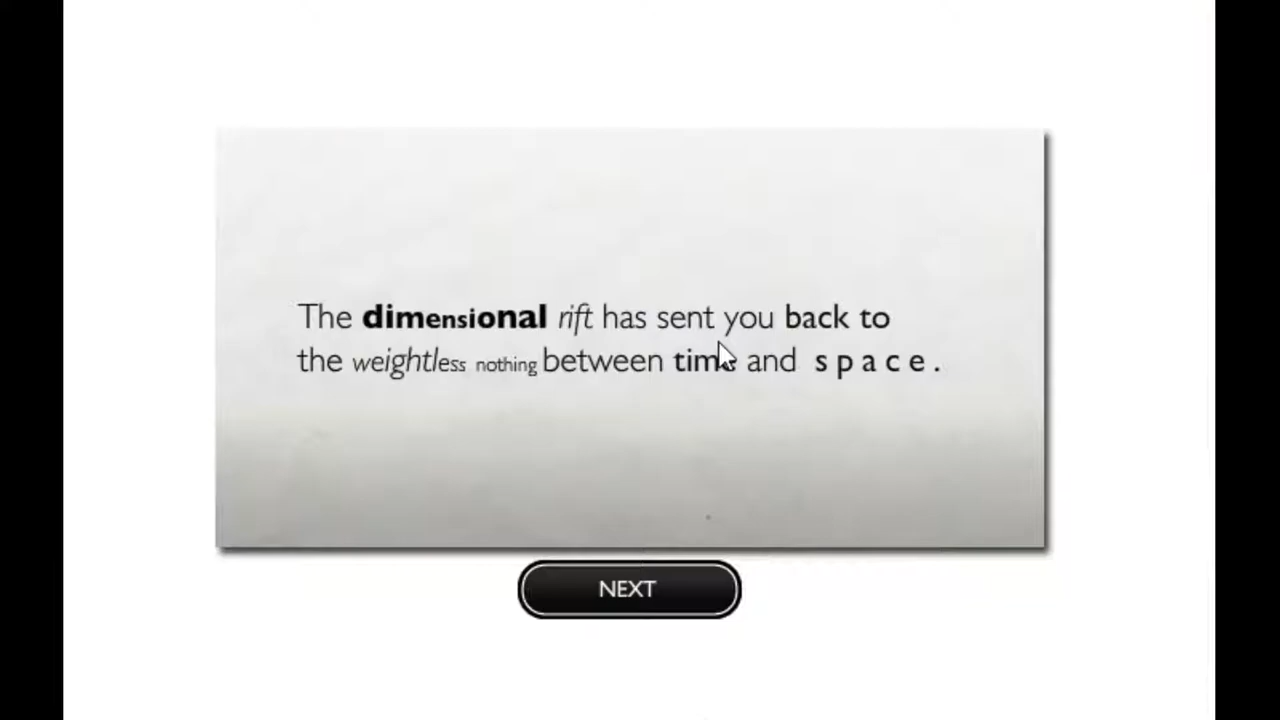 The dimensional rift has sent you back to
the weightless nothing between time and space.
NEXT